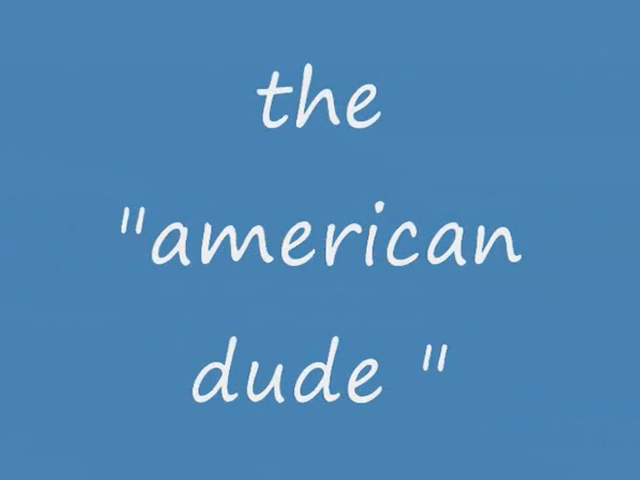 the
"american
dude "